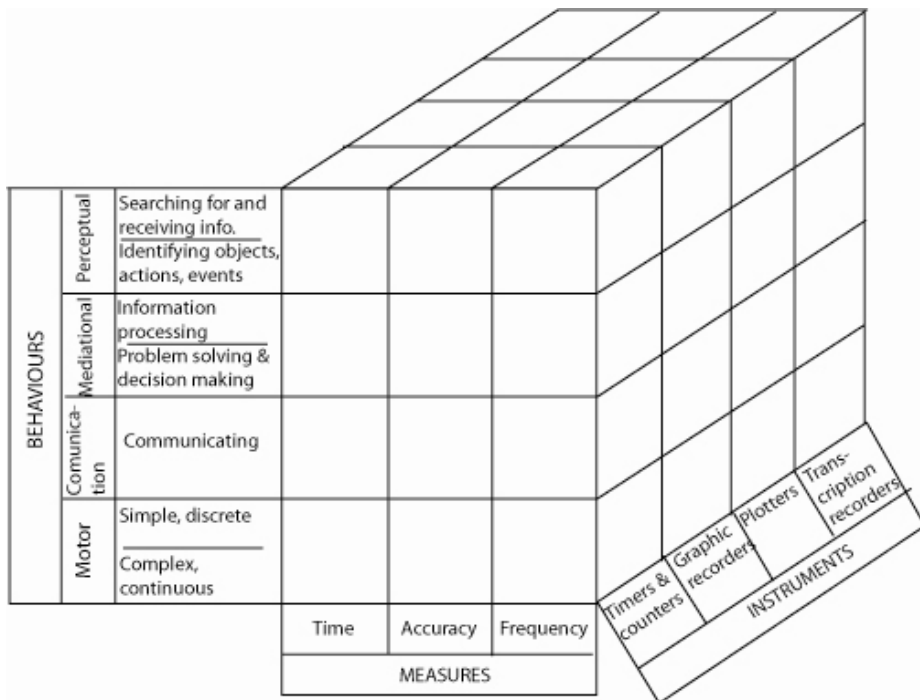 BEHAVIOURS
Perceptual
Searching for and
receiving info.
Identifying objects,
actions, events
Mediational
Information
processing
Problem solving &
decision making
Comunica-
tion
Communicating
Motor
Simple, discrete
Complex,
continuous
Time
Accuracy
Frequency
MEASURES
Timers &
counters
Graphic
recorders
Plotters
Trans-
cription
recorders
INSTRUMENTS